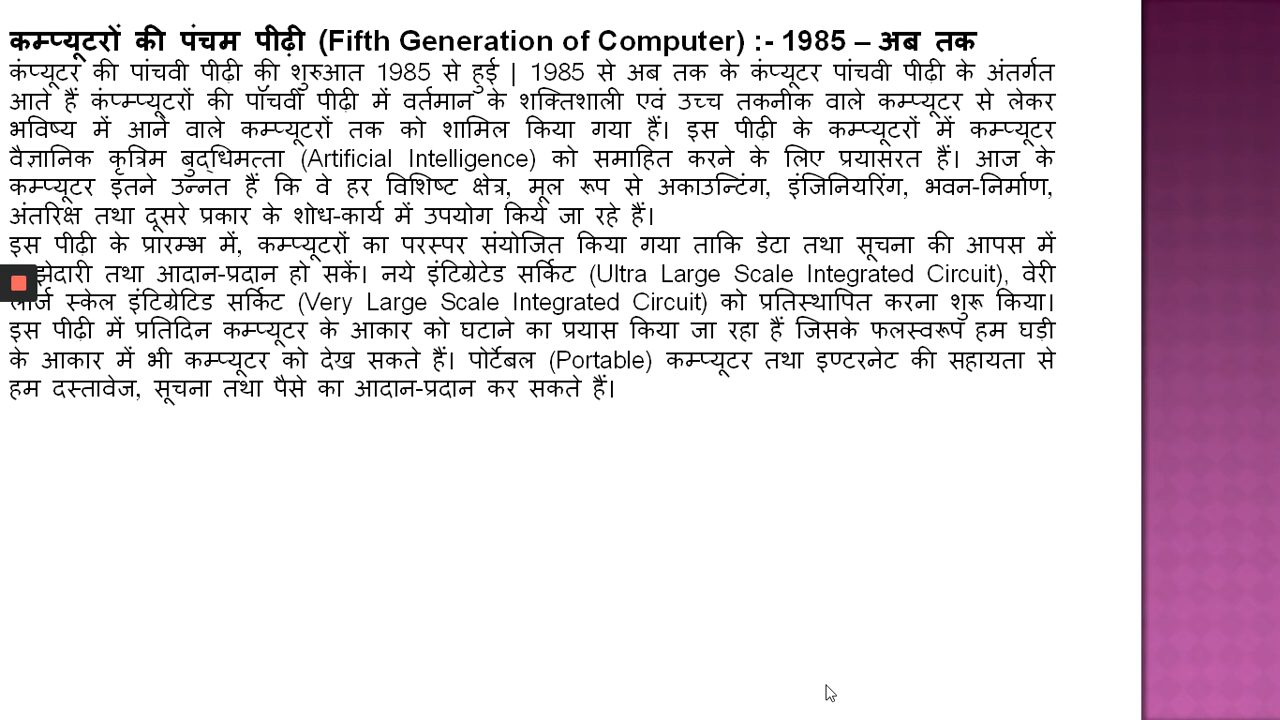 कम्प्यूटरों की पंचम पीढ़ी (Fifth Generation of Computer) :- 1985 – अब तक
कंप्यूटर की पांचवी पीढ़ी की शुरुआत 1985 से हुई | 1985 से अब तक के कंप्यूटर पांचवी पीढ़ी के अंतर्गत
आते हैं कंप्म्प्यूटरों की पॉचवीं पीढ़ी में वर्तमान के शक्तिशाली एवं उच्च तकनीक वाले कम्प्यूटर से लेकर
भविष्य में आने वाले कम्प्यूटरों तक को शामिल किया गया हैं। इस पीढ़ी के कम्प्यूटरों में कम्प्यूटर
वैज्ञानिक कृत्रिम बुद्धिमत्ता (Artificial Intelligence) को समाहित करने के लिए प्रयासरत हैं। आज के
कम्प्यूटर इतने उन्नत हैं कि वे हर विशिष्ट क्षेत्र, मूल रूप से अकाउन्टिंग, इंजिनियरिंग, भवन-निर्माण,
अंतरिक्ष तथा दूसरे प्रकार के शोध-कार्य में उपयोग किये जा रहे हैं।
इस पीढ़ी के प्रारम्भ में, कम्प्यूटरों का परस्पर संयोजित किया गया ताकि डेटा तथा सूचना की आपस में
तथा आदान-प्रदान हो सकें। नये इंटिग्रेटेड सर्किट (Ultra Large Scale Integrated Circuit), वेरी
लार्ज स्केल इंटिग्रेटिड सर्किट (Very Large Scale Integrated Circuit) को प्रतिस्थापित करना शुरू किया।
इस पीढ़ी में प्रतिदिन कम्प्यूटर के आकार को घटाने का प्रयास किया जा रहा हैं जिसके फलस्वरूप हम घड़ी
के आकार में भी कम्प्यूटर को देख सकते हैं। पोर्टेबल (Portable) कम्प्यूटर तथा इण्टरनेट की सहायता से
हम दस्तावेज, सूचना तथा पैसे का आदान-प्रदान कर सकते हैं।